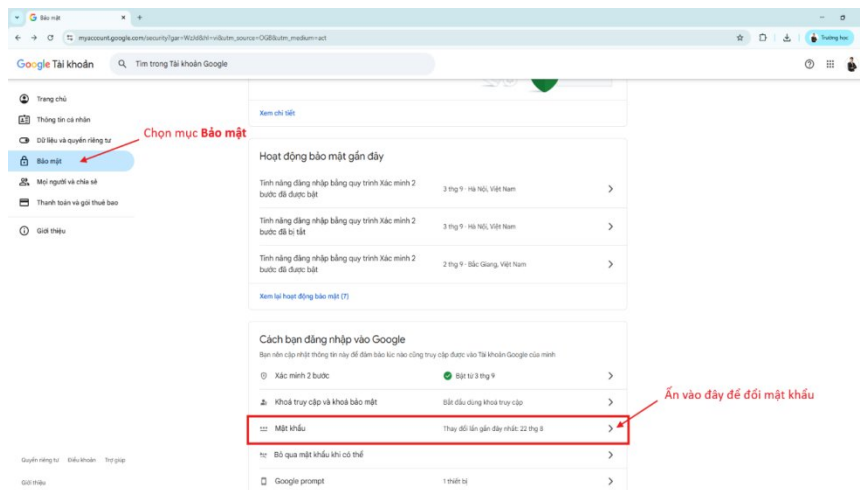 Bảo mật
myaccount.google.com/security?gar=WzJd&hl=vi&utm_source=OGB&utm_medium=act
Trường học
Google Tài khoản
Tìm trong Tài khoản Google
Trang chủ
Thông tin cá nhân
Dữ liệu và quyền riêng tư
Bảo mật
Mọi người và chia sẻ
Thanh toán và gói thuê bao
Giới thiệu
Chọn mục Bảo mật
Xem chi tiết
Hoạt động bảo mật gần đây
Tính năng đăng nhập bằng quy trình Xác minh 2
bước đã được bật
3 thg 9 · Hà Nội, Việt Nam
Tính năng đăng nhập bằng quy trình Xác minh 2
bước đã bị tắt
3 thg 9 · Hà Nội, Việt Nam
Tính năng đăng nhập bằng quy trình Xác minh 2
bước đã được bật
2 thg 9 · Bắc Giang, Việt Nam
Xem lại hoạt động bảo mật (7)
Cách bạn đăng nhập vào Google
Bạn nên cập nhật thông tin này để đảm bảo lúc nào cũng truy cập được vào Tài khoản Google của mình
Xác minh 2 bước
Bật từ 3 thg 9
Khoá truy cập và khoá bảo mật
Bắt đầu dùng khoá truy cập
Mật khẩu
Thay đổi lần gần đây nhất: 22 thg 8
Bỏ qua mật khẩu khi có thể
Google prompt
1 thiết bị
Ấn vào đây để đổi mật khẩu
Quyền riêng tư Điều khoản Trợ giúp
Giới thiệu